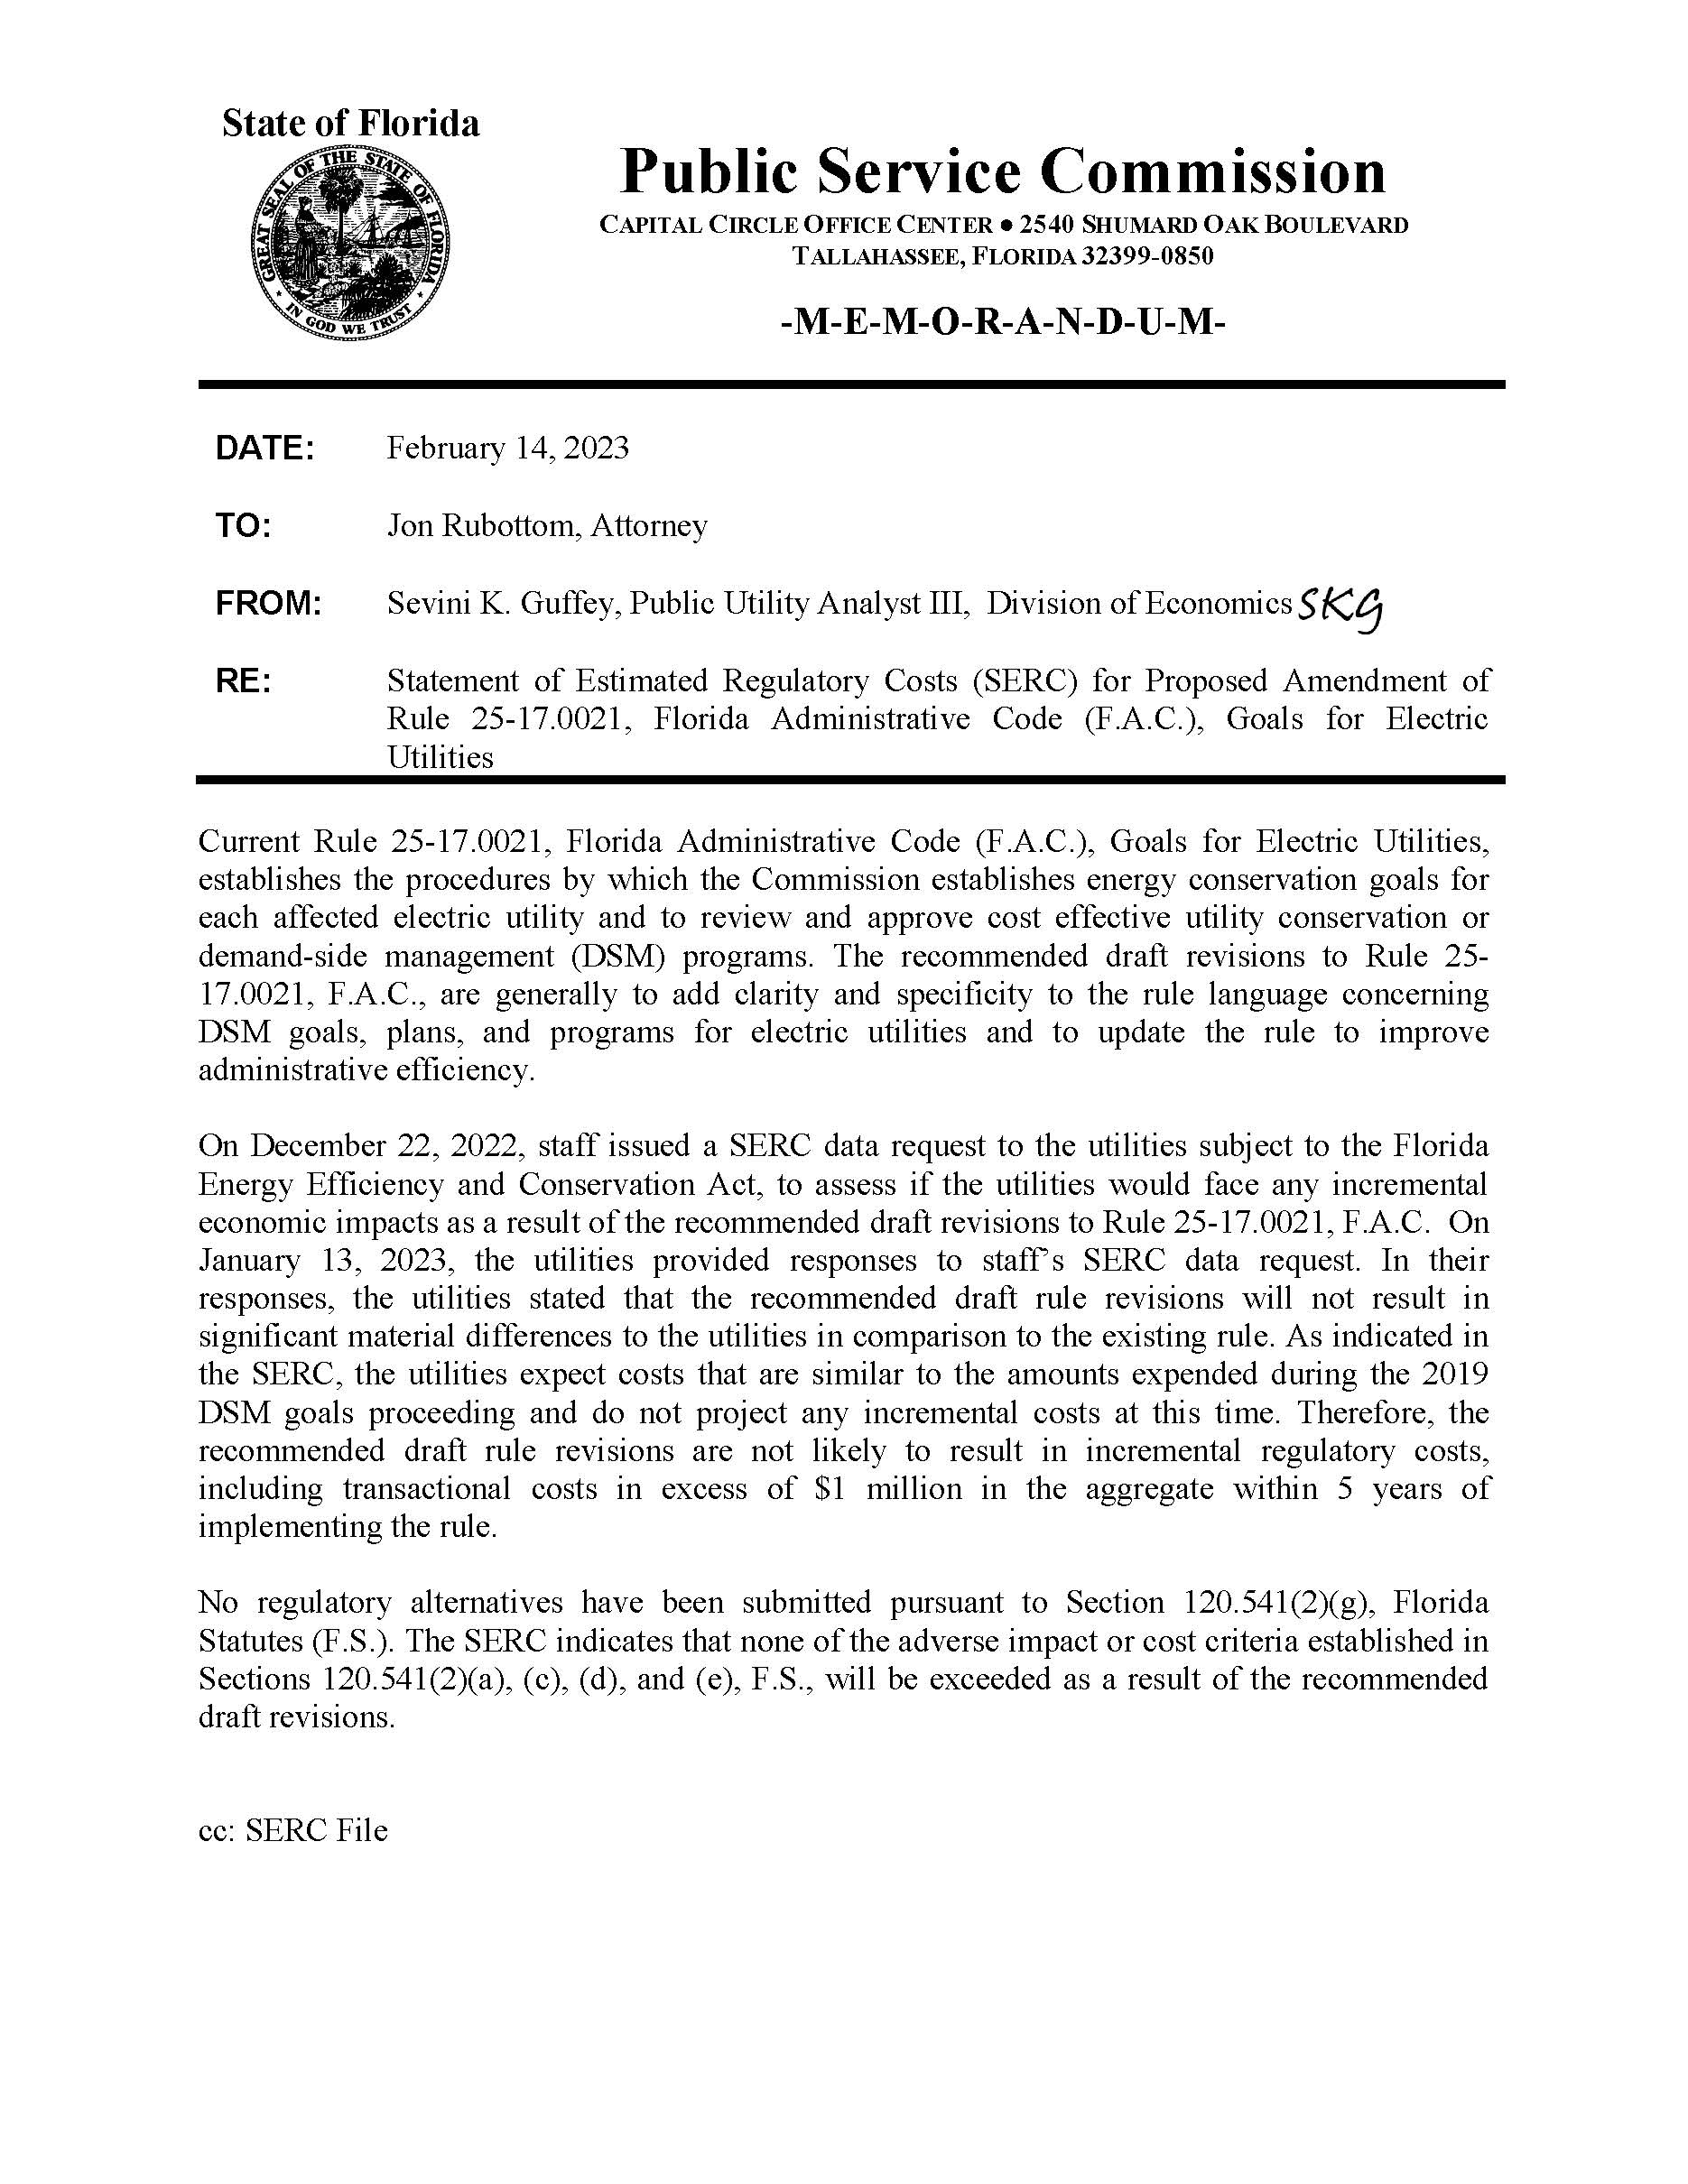 State of Florida
GREAT SEAL OF THE STATE OF FLORIDA
IN GOD WE TRUST
Public Service Commission
CAPITAL CIRCLE OFFICE CENTER ● 2540 SHUMARD OAK BOULEVARD
TALLAHASSEE, FLORIDA 32399-0850
-M-E-M-O-R-A-N-D-U-M-
DATE: February 14, 2023
TO: Jon Rubottom, Attorney
FROM: Sevini K. Guffey, Public Utility Analyst III, Division of Economics SKG
RE: Statement of Estimated Regulatory Costs (SERC) for Proposed Amendment of
Rule 25-17.0021, Florida Administrative Code (F.A.C.), Goals for Electric
Utilities
Current Rule 25-17.0021, Florida Administrative Code (F.A.C.), Goals for Electric Utilities,
establishes the procedures by which the Commission establishes energy conservation goals for
each affected electric utility and to review and approve cost effective utility conservation or
demand-side management (DSM) programs. The recommended draft revisions to Rule 25-
17.0021, F.A.C., are generally to add clarity and specificity to the rule language concerning
DSM goals, plans, and programs for electric utilities and to update the rule to improve
administrative efficiency.
On December 22, 2022, staff issued a SERC data request to the utilities subject to the Florida
Energy Efficiency and Conservation Act, to assess if the utilities would face any incremental
economic impacts as a result of the recommended draft revisions to Rule 25-17.0021, F.A.C. On
January 13, 2023, the utilities provided responses to staff's SERC data request. In their
responses, the utilities stated that the recommended draft rule revisions will not result in
significant material differences to the utilities in comparison to the existing rule. As indicated in
the SERC, the utilities expect costs that are similar to the amounts expended during the 2019
DSM goals proceeding and do not project any incremental costs at this time. Therefore, the
recommended draft rule revisions are not likely to result in incremental regulatory costs,
including transactional costs in excess of $1 million in the aggregate within 5 years of
implementing the rule.
No regulatory alternatives have been submitted pursuant to Section 120.541(2)(g), Florida
Statutes (F.S.). The SERC indicates that none of the adverse impact or cost criteria established in
Sections 120.541(2)(a), (c), (d), and (e), F.S., will be exceeded as a result of the recommended
draft revisions.
cc: SERC File